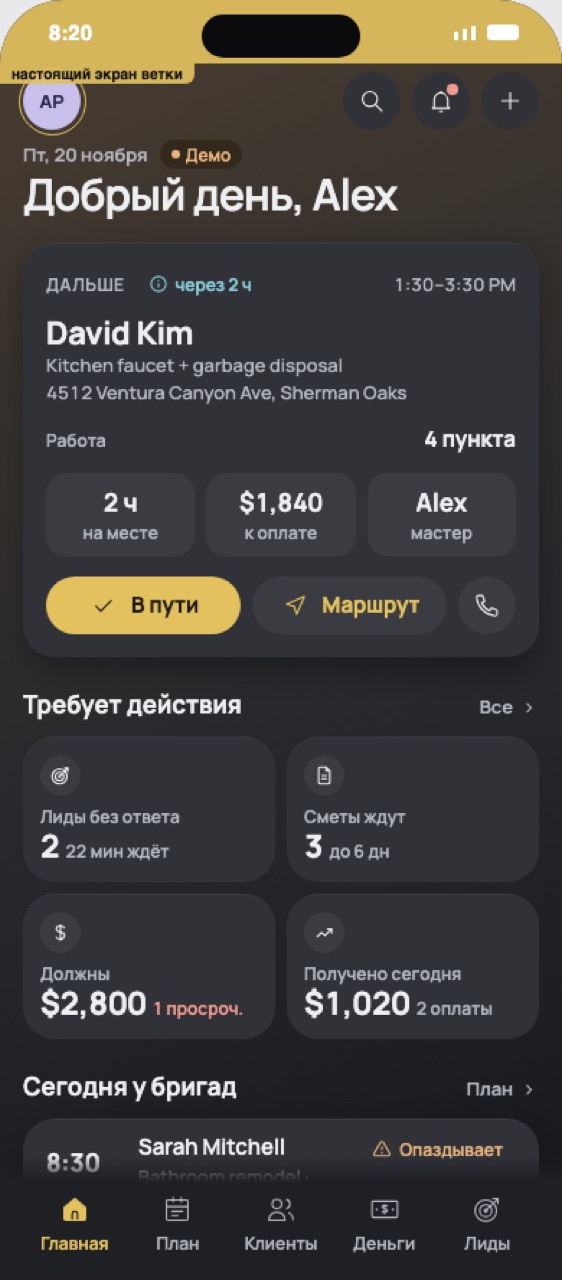 8:20
настоящий экран ветки
AP
Пт, 20 ноября Демо
Добрый день, Alex
ДАЛЬШЕ через 2 ч 1:30–3:30 PM
David Kim
Kitchen faucet + garbage disposal
4512 Ventura Canyon Ave, Sherman Oaks
Работа 4 пункта
2 ч $1,840 Alex
на месте к оплате мастер
В пути Маршрут
Требует действия Все
Лиды без ответа Сметы ждут
2 22 мин ждёт 3 до 6 дн
$
Должны Получено сегодня
$2,800 1 просроч. $1,020 2 оплаты
Сегодня у бригад План
8:30 Sarah Mitchell Опаздывает
Bathroom remodel ·
Главная План Клиенты Деньги Лиды